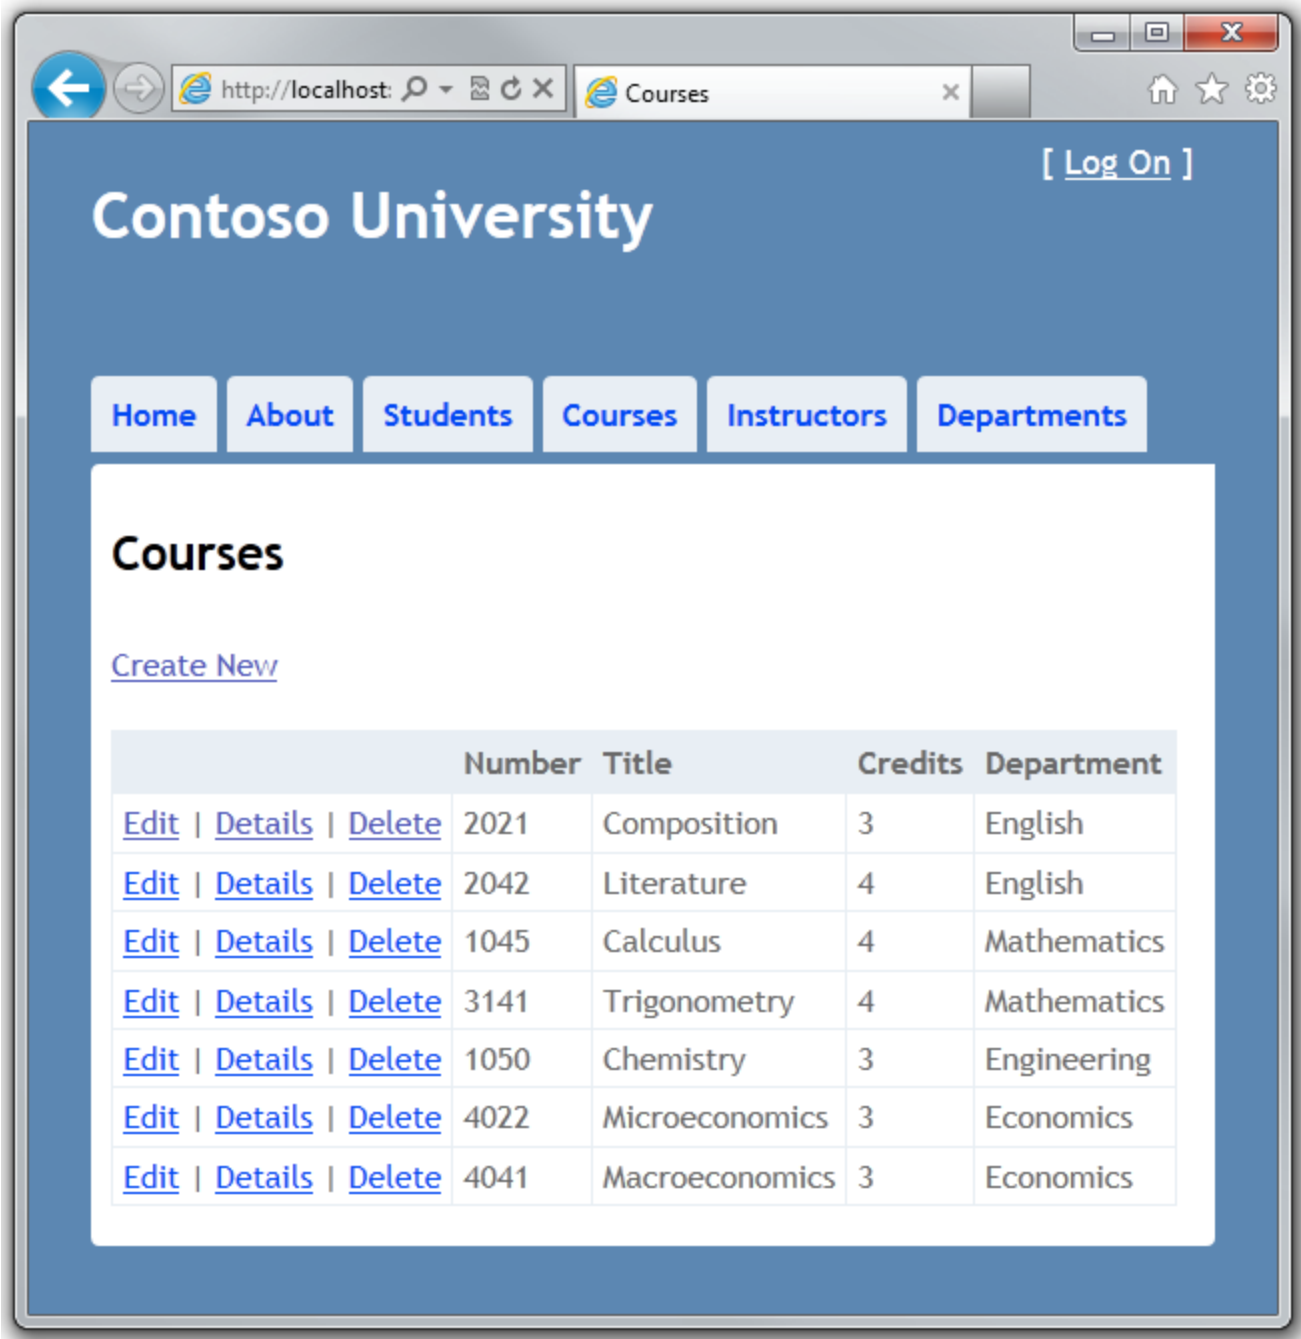 http://localhost:
Courses
[ Log On ]
Contoso University
Home About Students Courses Instructors Departments
Courses
Create New
Number Title Credits Department
Edit | Details | Delete 2021 Composition 3 English
Edit | Details | Delete 2042 Literature 4 English
Edit | Details | Delete 1045 Calculus 4 Mathematics
Edit | Details | Delete 3141 Trigonometry 4 Mathematics
Edit | Details | Delete 1050 Chemistry 3 Engineering
Edit | Details | Delete 4022 Microeconomics 3 Economics
Edit | Details | Delete 4041 Macroeconomics 3 Economics